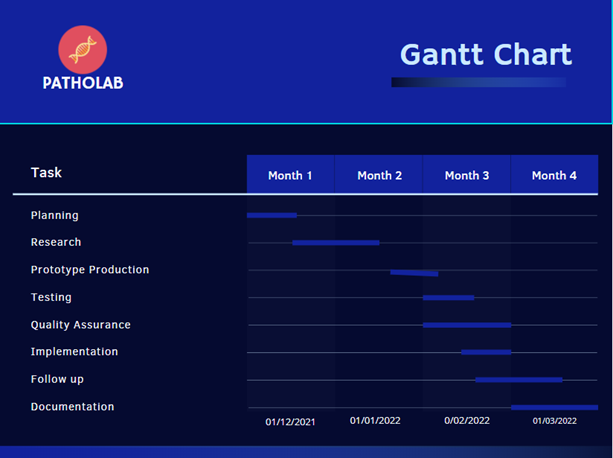 PATHOLAB
Gantt Chart
Task
Month 1
Month 2
Month 3
Month 4
Planning
Research
Prototype Production
Testing
Quality Assurance
Implementation
Follow up
Documentation
01/12/2021
01/01/2022
0/02/2022
01/03/2022